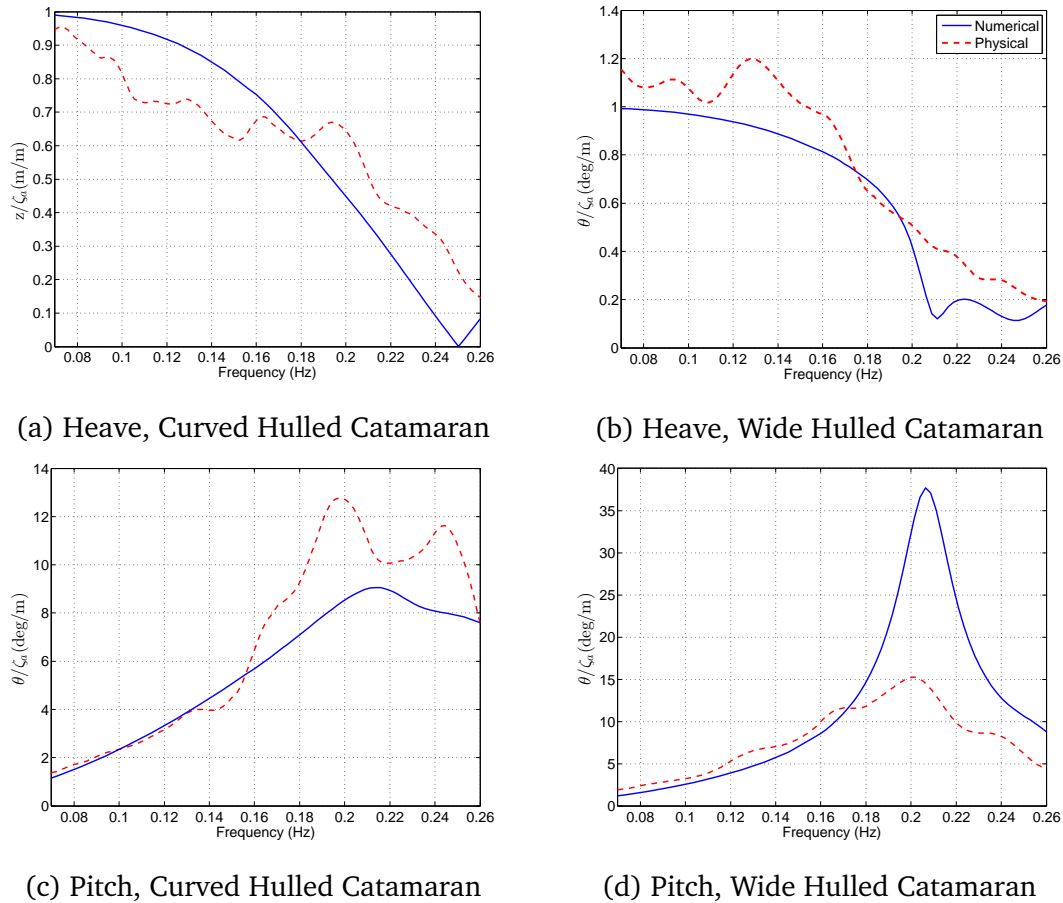 1
0.9
0.8
0.7
0.6
0.5
0.4
0.3
0.2
0.1
0
z/ζa(m/m)
0.08 0.1 0.12 0.14 0.16 0.18 0.2 0.22 0.24 0.26
Frequency (Hz)
(a) Heave, Curved Hulled Catamaran
1.4
1.2
1
0.8
0.6
0.4
0.2
0
θ/ζa(deg/m)
Numerical
Physical
0.08 0.1 0.12 0.14 0.16 0.18 0.2 0.22 0.24 0.26
Frequency (Hz)
(b) Heave, Wide Hulled Catamaran
14
12
10
8
6
4
2
0
θ/ζa(deg/m)
0.08 0.1 0.12 0.14 0.16 0.18 0.2 0.22 0.24 0.26
Frequency (Hz)
(c) Pitch, Curved Hulled Catamaran
40
35
30
25
20
15
10
5
0
θ/ζa(deg/m)
0.08 0.1 0.12 0.14 0.16 0.18 0.2 0.22 0.24 0.26
Frequency (Hz)
(d) Pitch, Wide Hulled Catamaran